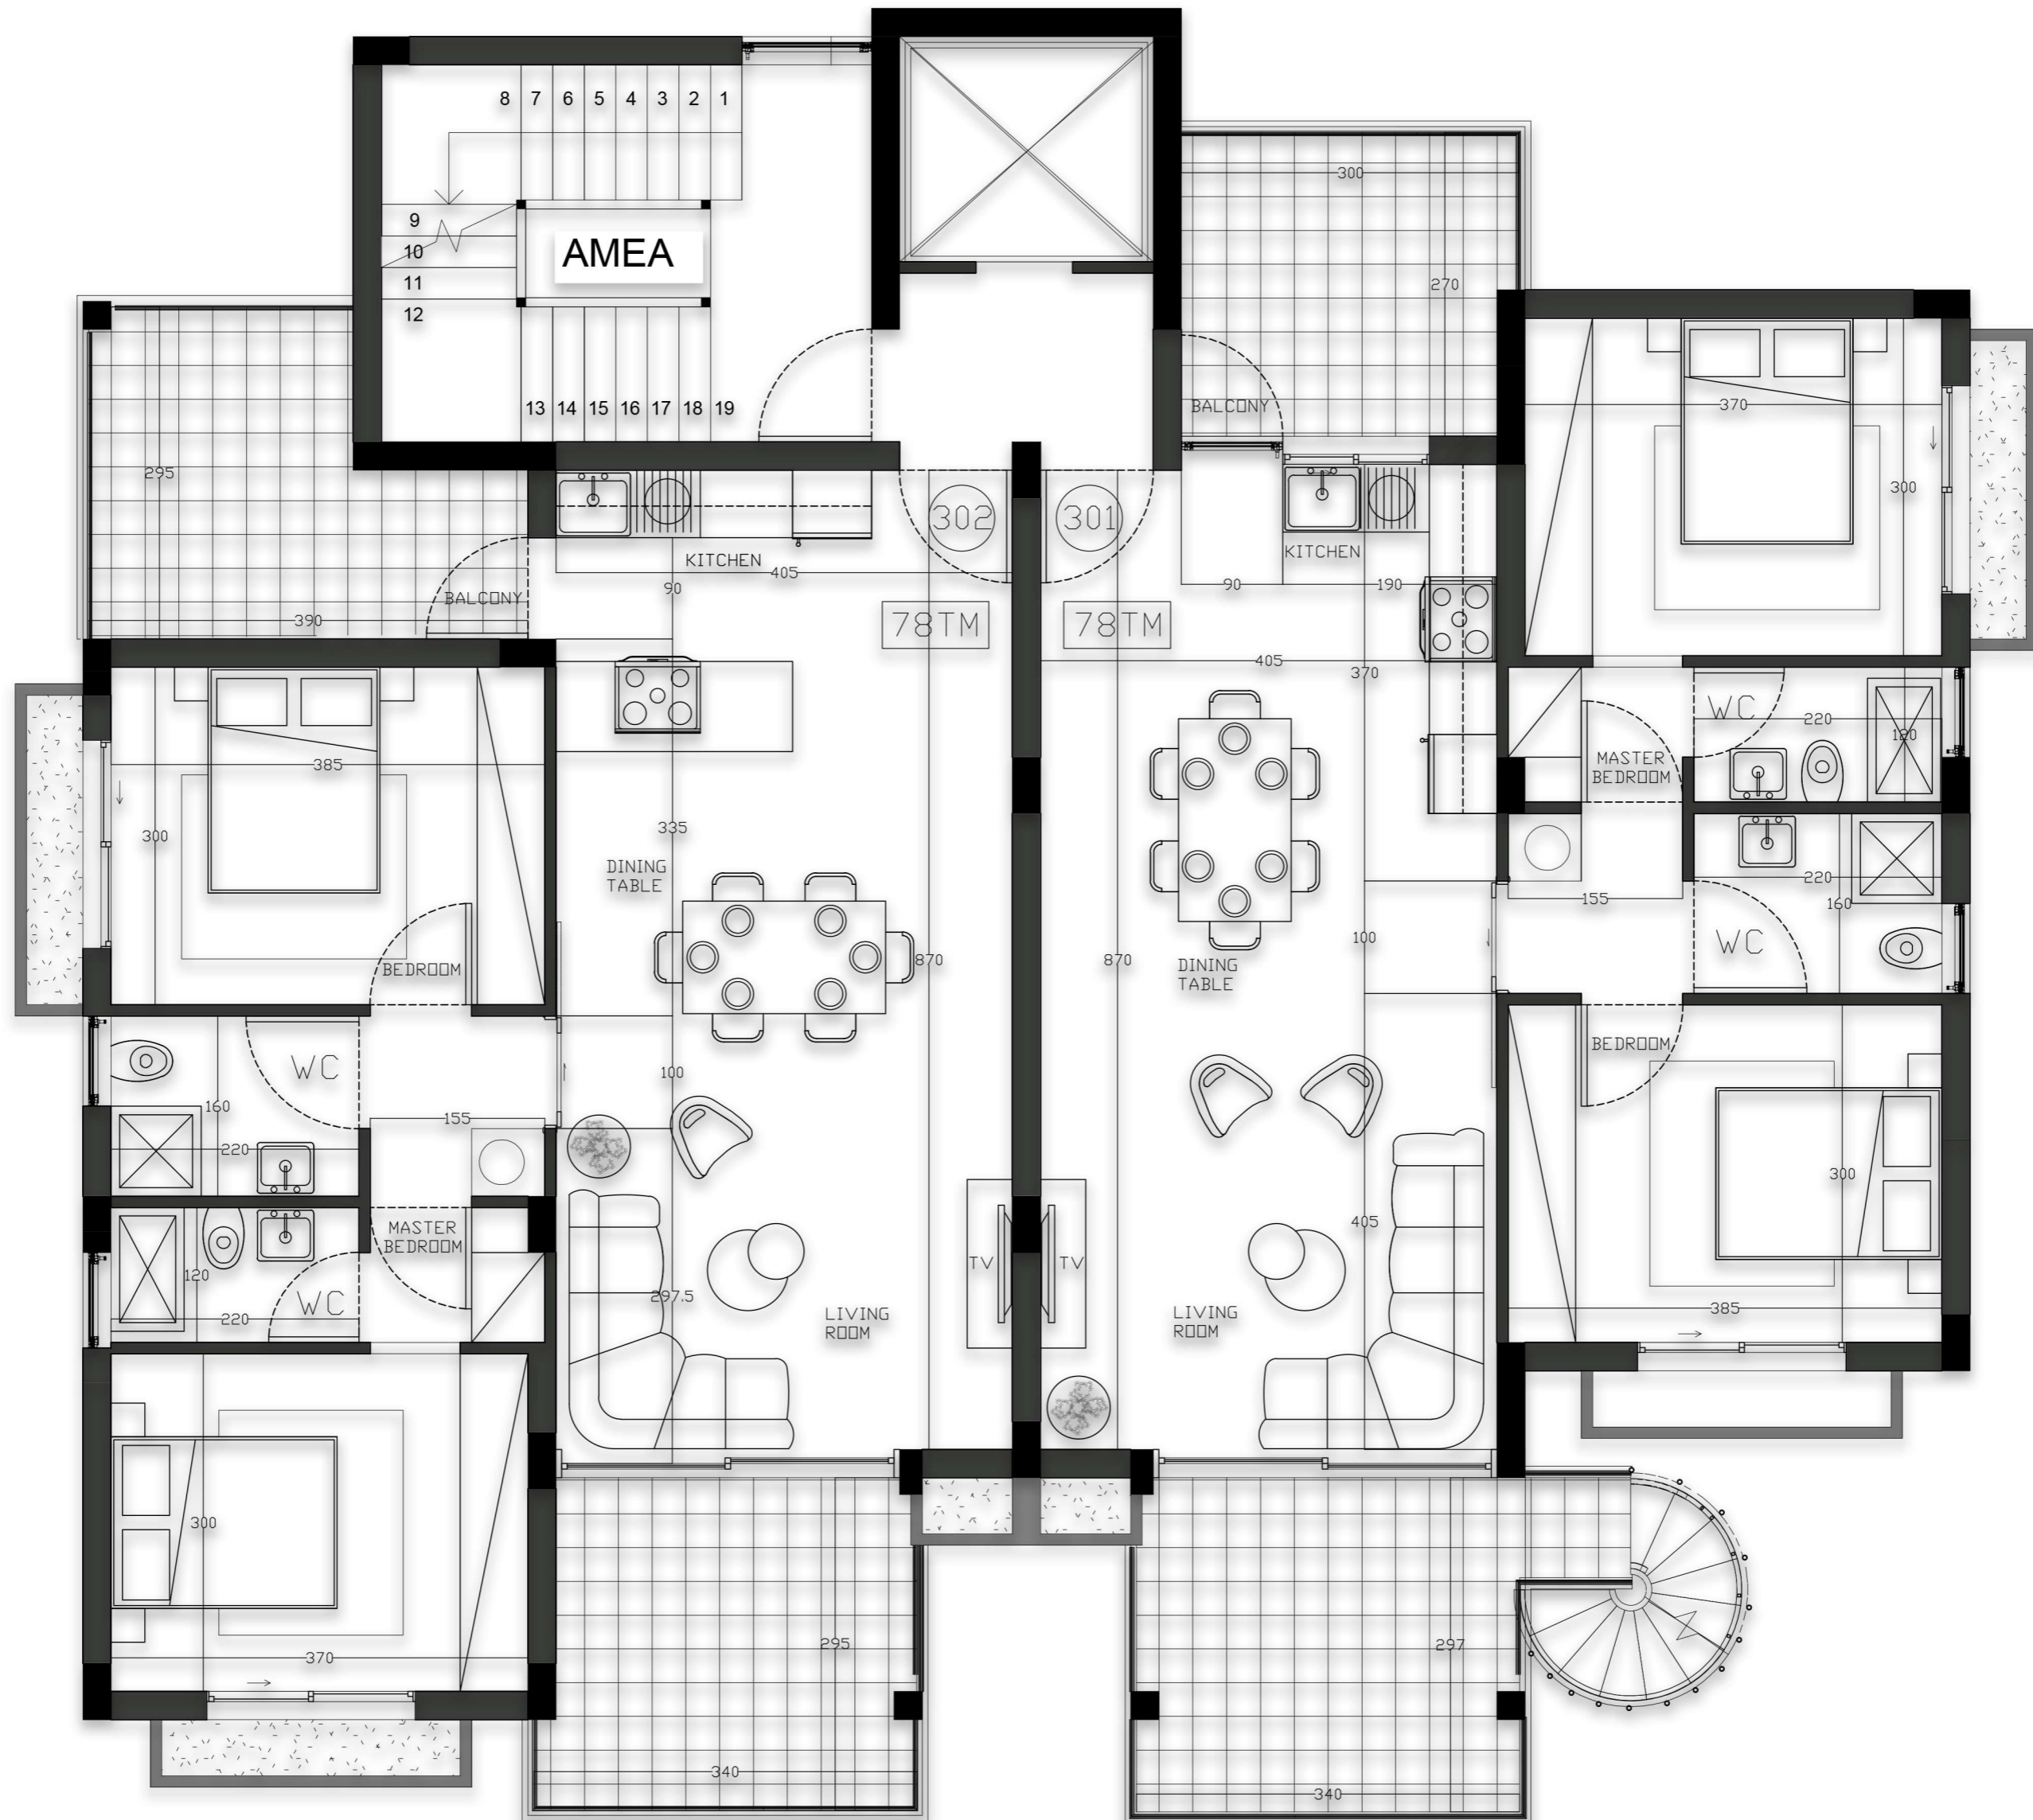 8 7 6 5 4 3 2 1
300
9
AMEA
10
270
11
12
13 14 15 16 17 18 19
BALCONY
370
295
300
302
301
KITCHEN
KITCHEN
405
90
90
190
BALCONY
390
78TM
78TM
405
370
WC
220
120
385
MASTER
BEDROOM
300
335
DINING
TABLE
220
155
160
100
WC
BEDROOM
870
870
DINING
TABLE
BEDROOM
WC
100
160
155
220
300
MASTER
BEDROOM
405
TV
TV
120
WC
297.5
220
LIVING
ROOM
LIVING
ROOM
385
300
295
297
370
340
340